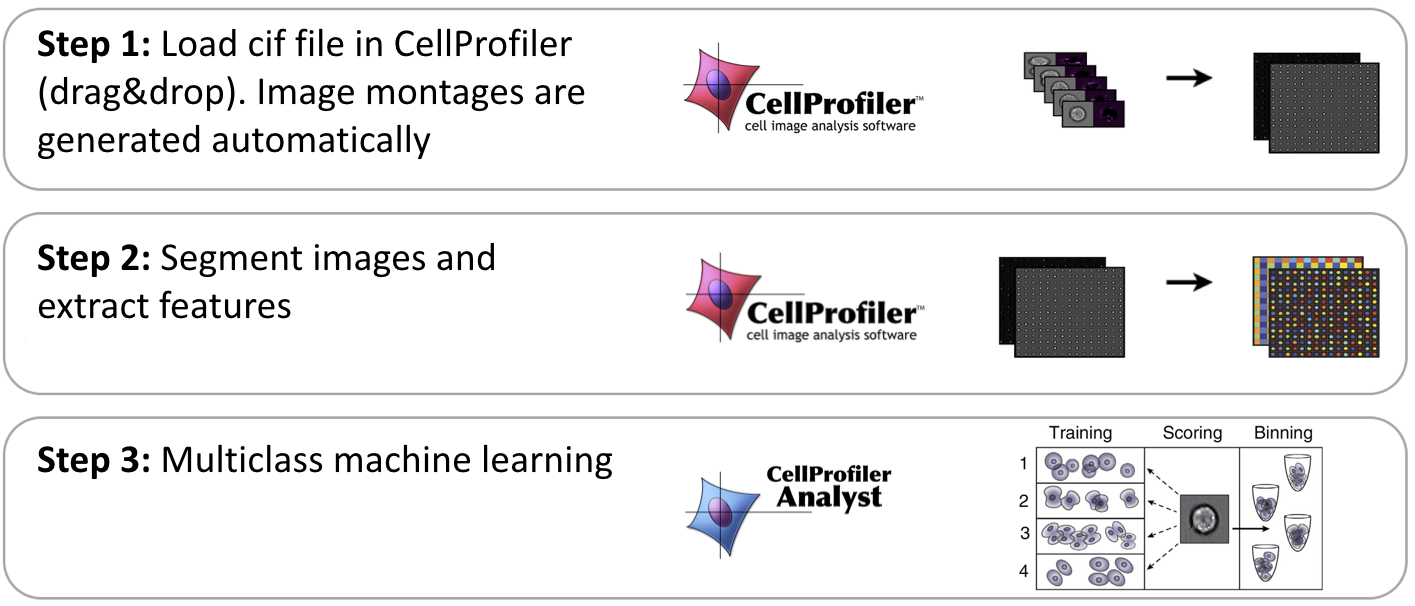 Step 1: Load cif file in CellProfiler
(drag&drop). Image montages are
generated automatically
CellProfiler™
cell image analysis software
Step 2: Segment images and
extract features
CellProfiler™
cell image analysis software
Step 3: Multiclass machine learning
CellProfiler
Analyst
Training Scoring Binning
1
2
3
4